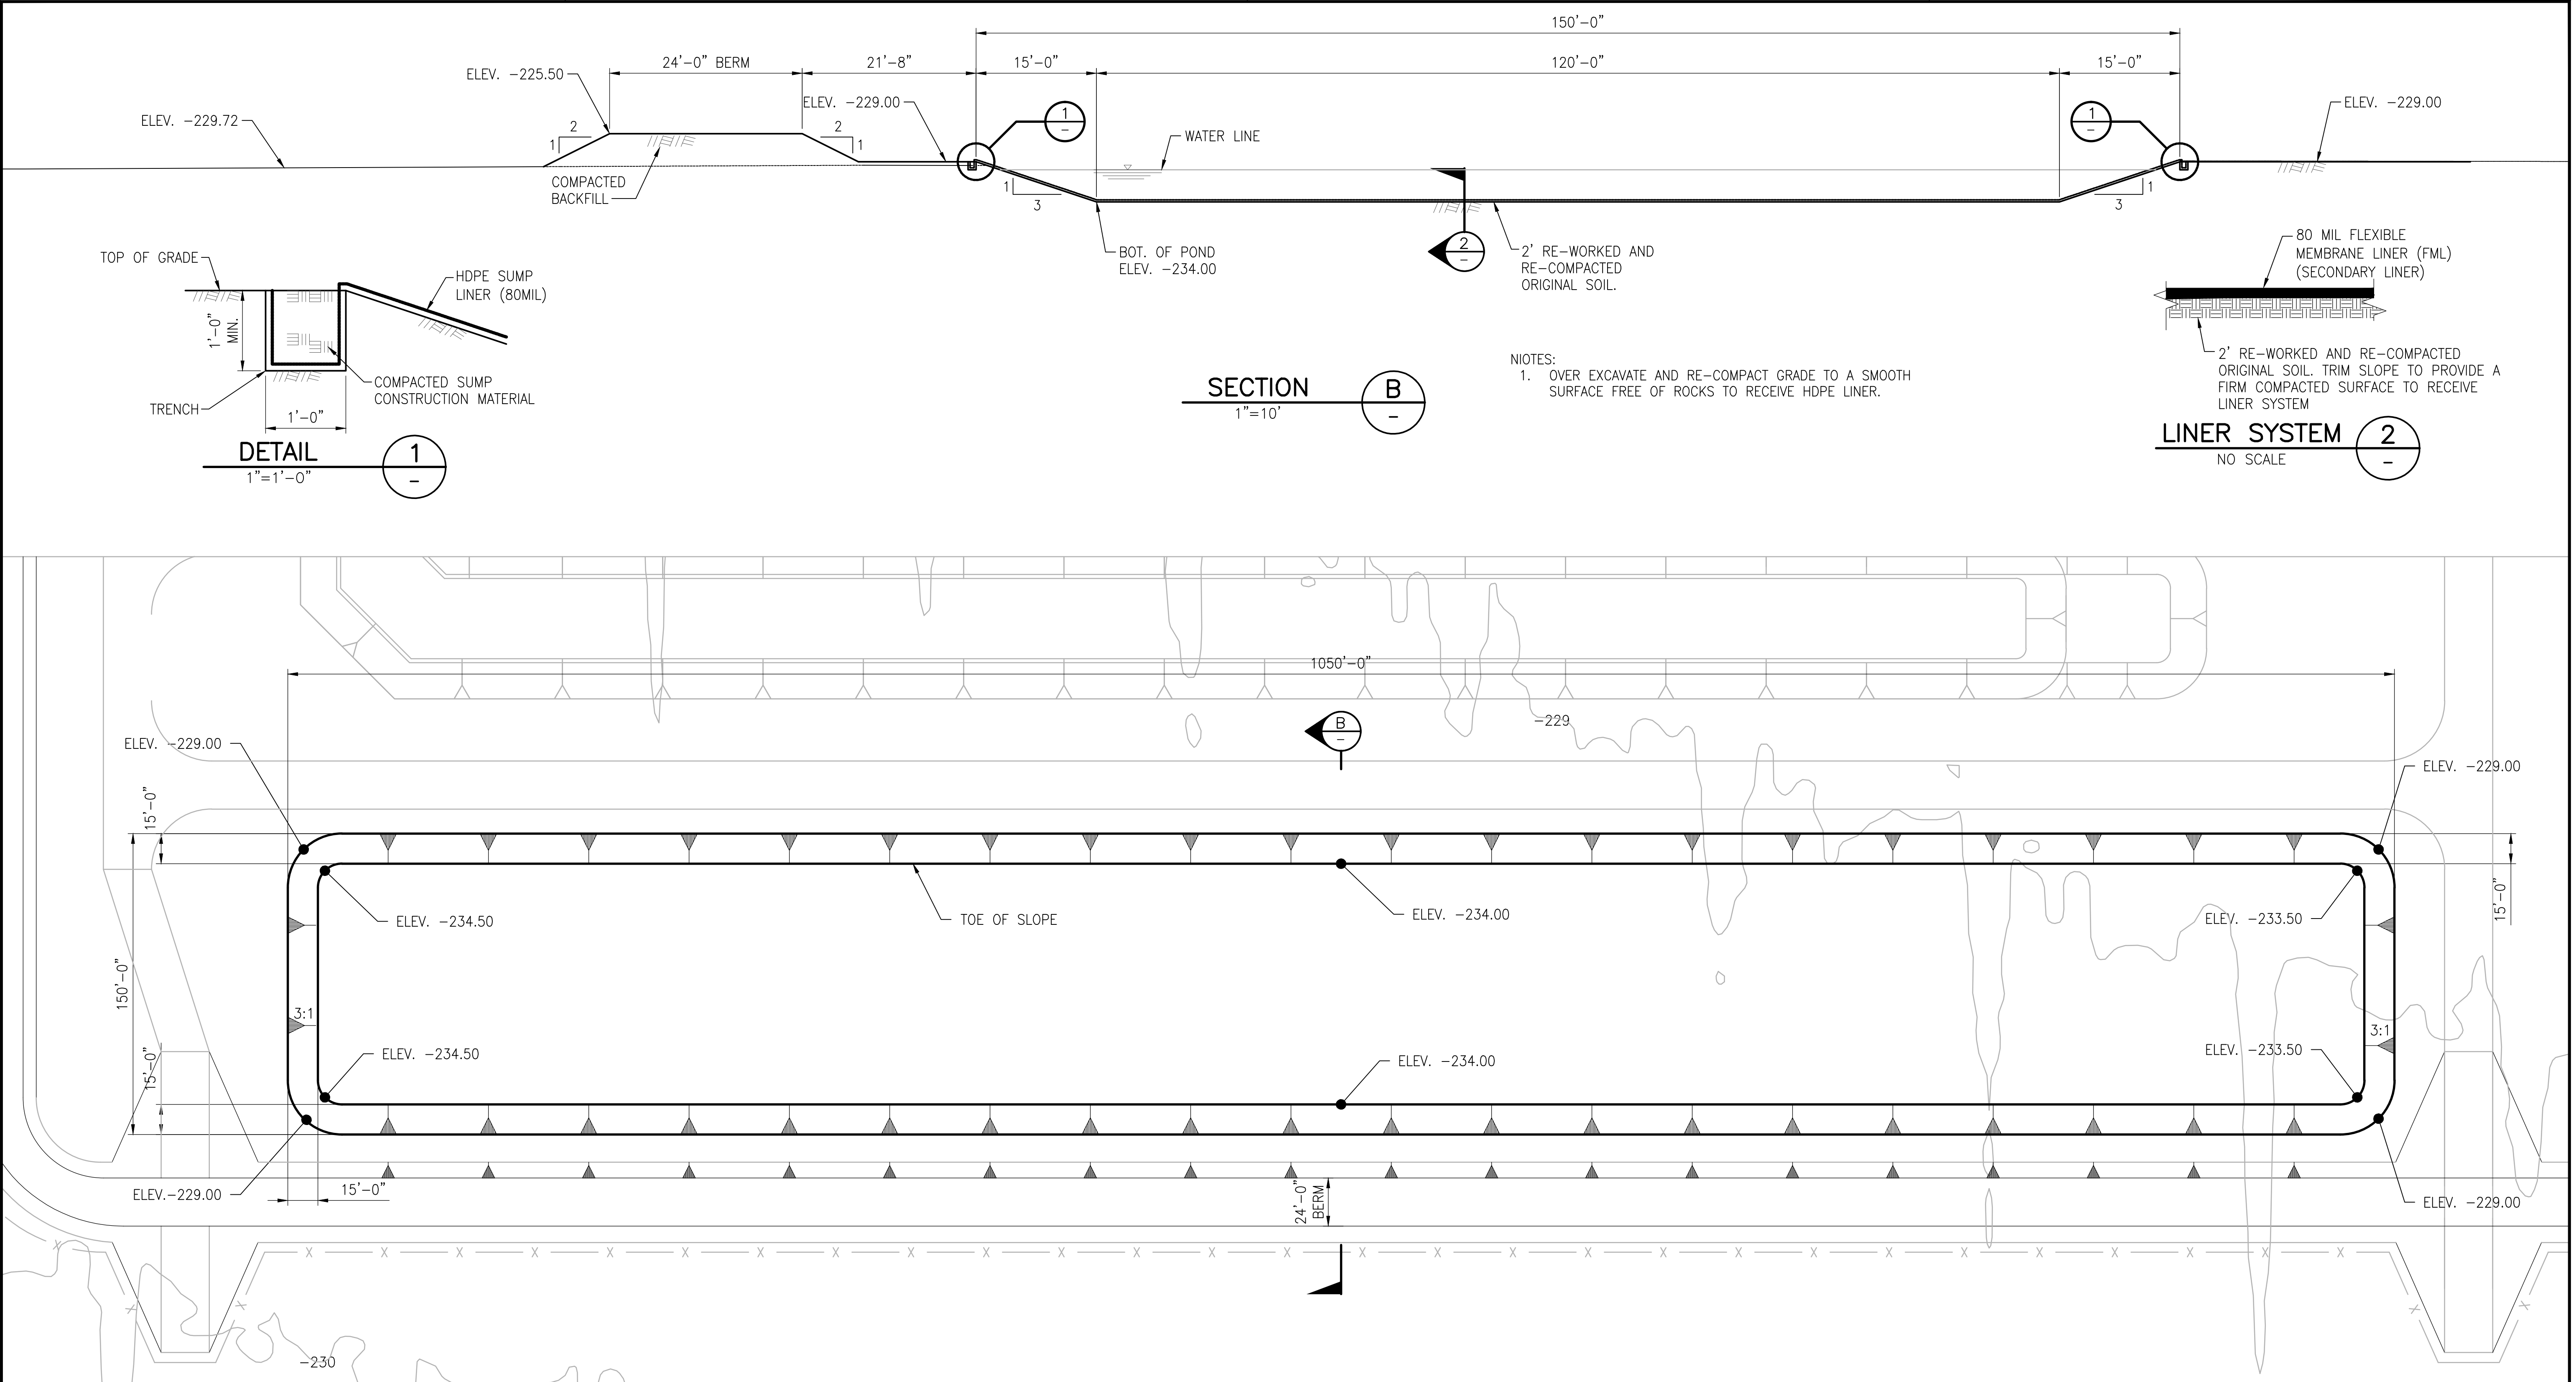 150'-0"
24'-0" BERM
21'-8"
15'-0"
120'-0"
15'-0"
ELEV. -225.50
ELEV. -229.00
ELEV. -229.00
ELEV. -229.72
1
-
1
-
2
1
2
1
WATER LINE
COMPACTED
BACKFILL
1
3
1
3
BOT. OF POND
ELEV. -234.00
2
-
2' RE-WORKED AND
RE-COMPACTED
ORIGINAL SOIL.
80 MIL FLEXIBLE
MEMBRANE LINER (FML)
(SECONDARY LINER)
TOP OF GRADE
HDPE SUMP
LINER (80MIL)
1'-0"
MIN.
COMPACTED SUMP
CONSTRUCTION MATERIAL
TRENCH
1'-0"
DETAIL
1
-
1"=1'-0"
SECTION
B
-
1"=10'
NIOTES:
1. OVER EXCAVATE AND RE-COMPACT GRADE TO A SMOOTH
SURFACE FREE OF ROCKS TO RECEIVE HDPE LINER.
2' RE-WORKED AND RE-COMPACTED
ORIGINAL SOIL. TRIM SLOPE TO PROVIDE A
FIRM COMPACTED SURFACE TO RECEIVE
LINER SYSTEM
LINER SYSTEM
2
-
NO SCALE
1050'-0"
-229
B
-
ELEV. -229.00
ELEV. -229.00
15'-0"
15'-0"
ELEV. -234.50
TOE OF SLOPE
ELEV. -234.00
ELEV. -233.50
150'-0"
3:1
3:1
15'-0"
ELEV. -234.50
ELEV. -234.00
ELEV. -233.50
ELEV.-229.00
15'-0"
24'-0"
BERM
ELEV. -229.00
X X X X X X X X X X X X X X X X X X X X X X X X X X X X X X X X X
-230